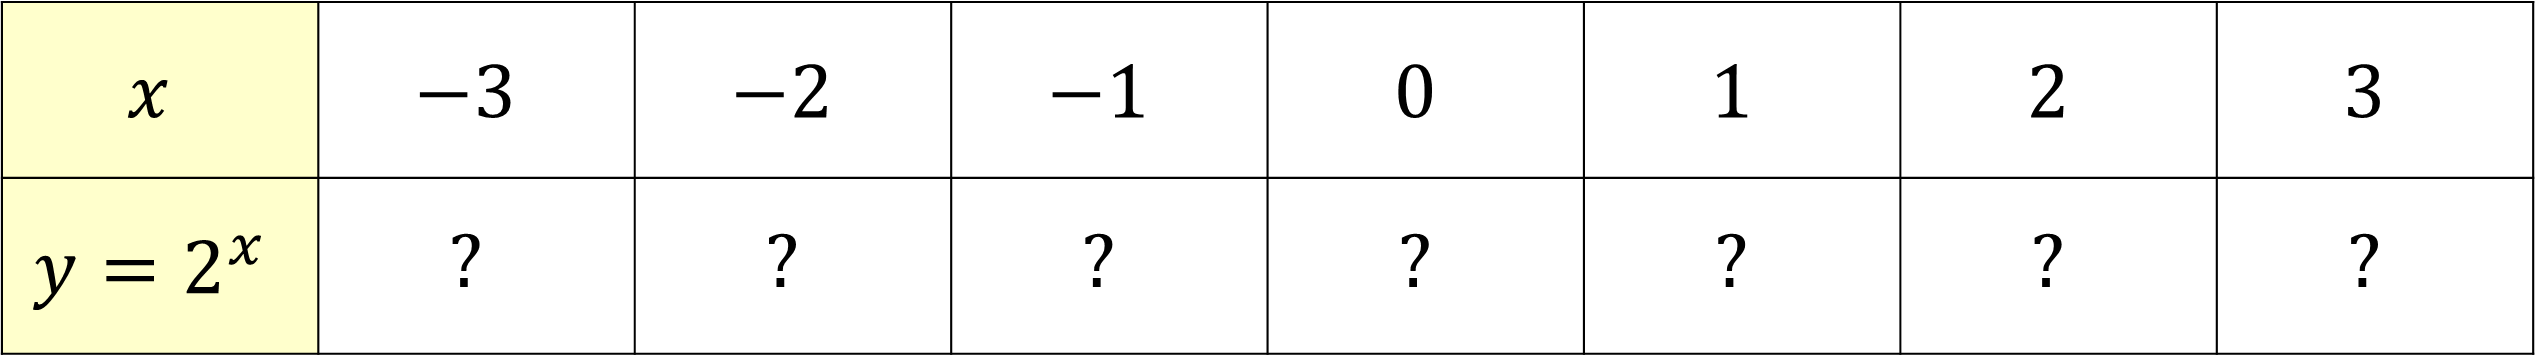 x −3 −2 −1 0 1 2 3
y = 2^x ? ? ? ? ? ? ?